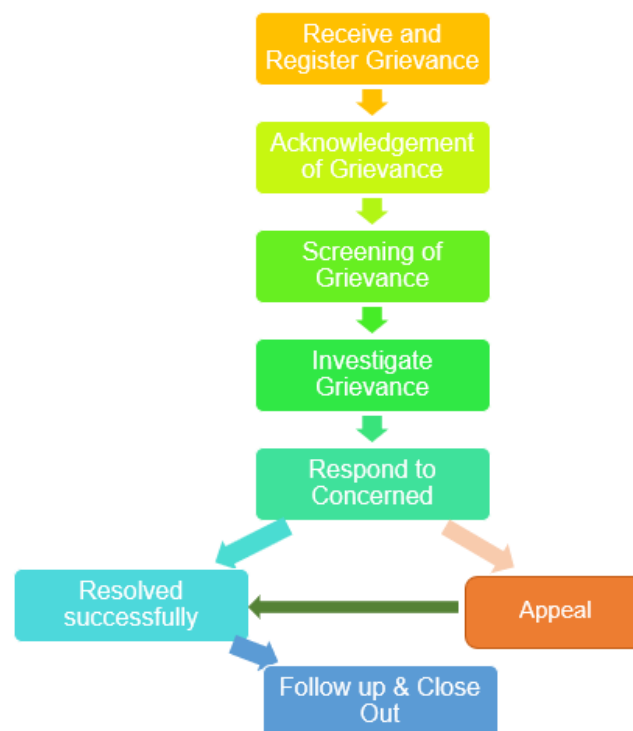 Receive and
Register Grievance
Acknowledgement
of Grievance
Screening of
Grievance
Investigate
Grievance
Respond to
Concerned
Resolved
successfully
Appeal
Follow up & Close
Out